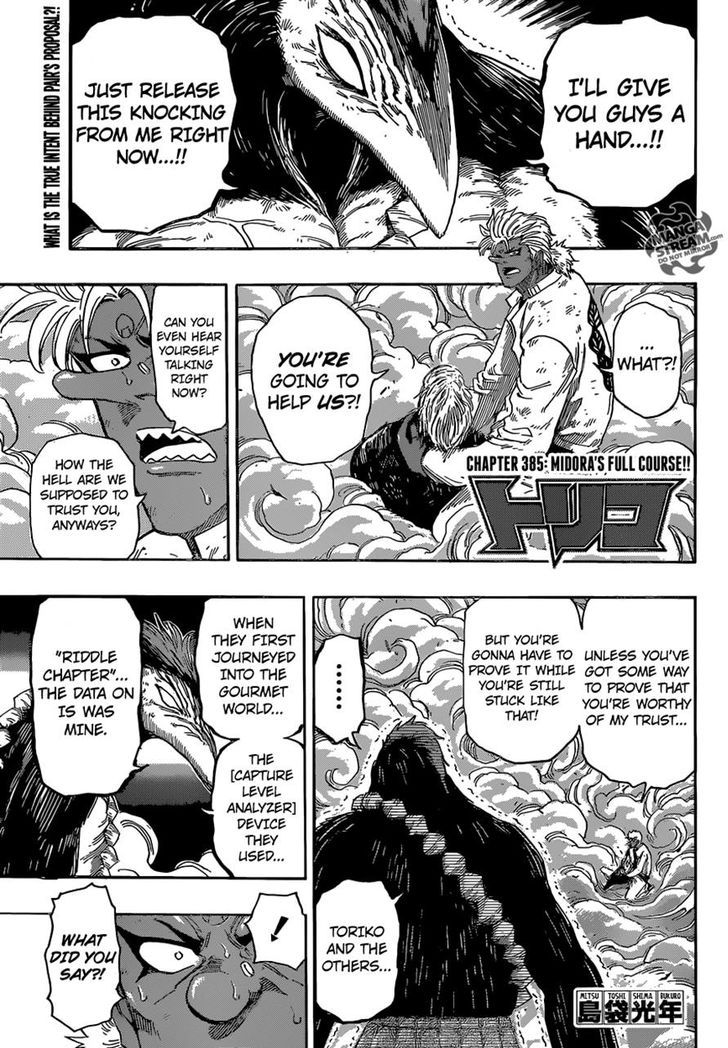 WHAT IS THE TRUE INTENT BEHIND PAIR'S PROPOSAL?!
I'LL GIVE
YOU GUYS A
HAND...!!
JUST RELEASE
THIS KNOCKING
FROM ME RIGHT
NOW...!!
MANGA
STREAM.com
DO NOT MIRROR!
...
WHAT?!
YOU'RE
GOING TO
HELP US?!
CHAPTER 385: MIDORA'S FULL COURSE!!
トリコ
CAN YOU
EVEN HEAR
YOURSELF
TALKING
RIGHT
NOW?
HOW THE
HELL ARE WE
SUPPOSED TO
TRUST YOU,
ANYWAYS?
UNLESS YOU'VE
GOT SOME WAY
TO PROVE THAT
YOU'RE WORTHY
OF MY TRUST...
BUT YOU'RE
GONNA HAVE TO
PROVE IT WHILE
YOU'RE STILL
STUCK LIKE
THAT!
......
TORIKO
AND THE
OTHERS...
WHEN
THEY FIRST
JOURNEYED
INTO THE
GOURMET
WORLD...
THE
[CAPTURE
LEVEL
ANALYZER]
DEVICE
THEY
USED...
"RIDDLE
CHAPTER"...
THE DATA ON
IS WAS
MINE.
!
WHAT
DID YOU
SAY?!
MITSU TOSHI SHIMA BUKURO
島袋光年